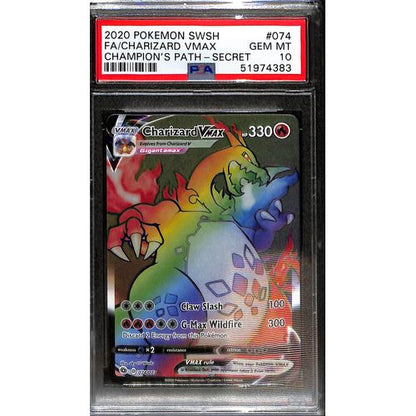 2020 POKEMON SWSH #074
FA/CHARIZARD VMAX GEM MT
CHAMPION'S PATH – SECRET 10
PSA 51974383
VMAX Charizard VMAX 330
Evolves from Charizard V
Gigantamax
Claw Slash 100
G-Max Wildfire 300
Discard 2 Energy from this Pokémon.
weakness ×2 resistance retreat
VMAX rule